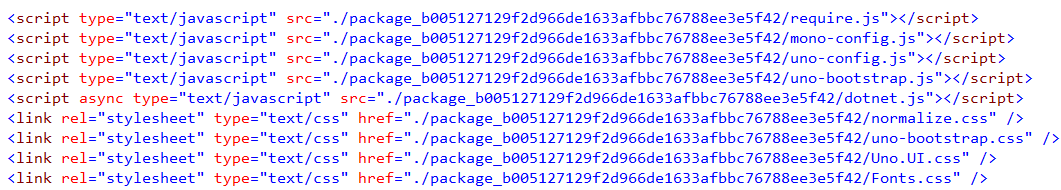 <script type="text/javascript" src="./package_b005127129f2d966de1633afbbc76788ee3e5f42/require.js"></script>
<script type="text/javascript" src="./package_b005127129f2d966de1633afbbc76788ee3e5f42/mono-config.js"></script>
<script type="text/javascript" src="./package_b005127129f2d966de1633afbbc76788ee3e5f42/uno-config.js"></script>
<script type="text/javascript" src="./package_b005127129f2d966de1633afbbc76788ee3e5f42/uno-bootstrap.js"></script>
<script async type="text/javascript" src="./package_b005127129f2d966de1633afbbc76788ee3e5f42/dotnet.js"></script>
<link rel="stylesheet" type="text/css" href="./package_b005127129f2d966de1633afbbc76788ee3e5f42/normalize.css" />
<link rel="stylesheet" type="text/css" href="./package_b005127129f2d966de1633afbbc76788ee3e5f42/uno-bootstrap.css" />
<link rel="stylesheet" type="text/css" href="./package_b005127129f2d966de1633afbbc76788ee3e5f42/Uno.UI.css" />
<link rel="stylesheet" type="text/css" href="./package_b005127129f2d966de1633afbbc76788ee3e5f42/Fonts.css" />